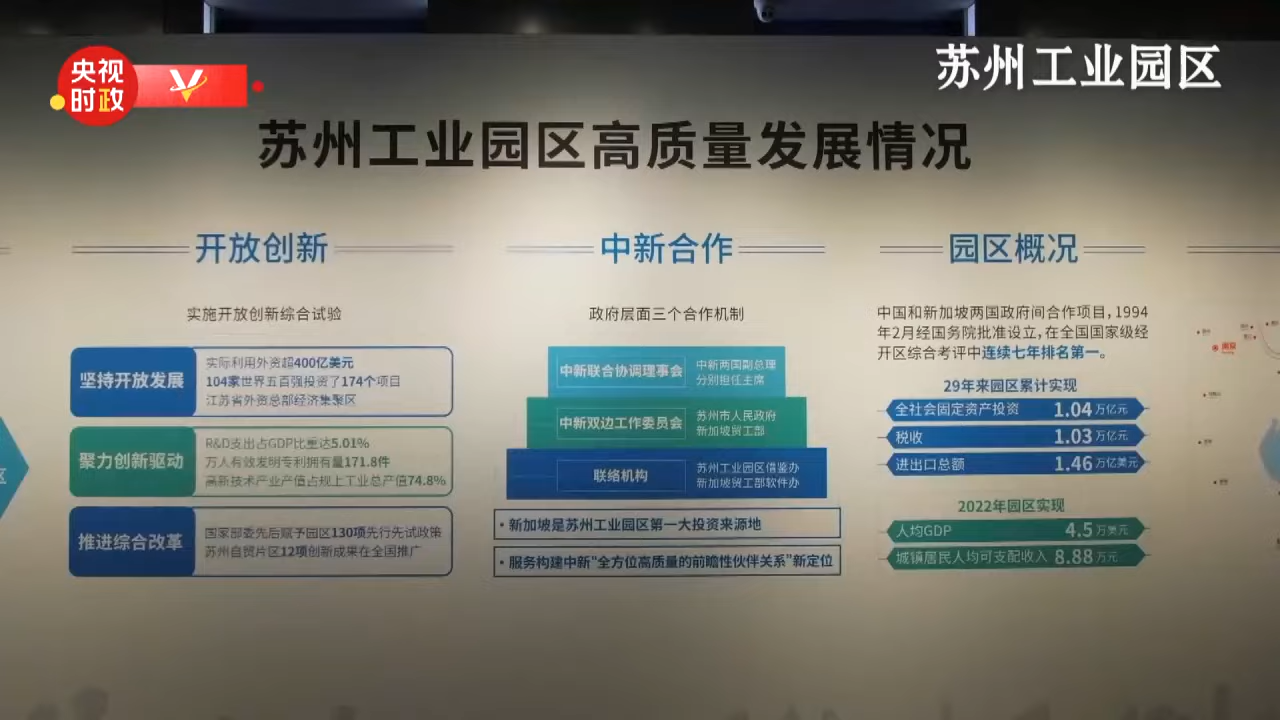 央视
时政
苏州工业园区
苏州工业园区高质量发展情况
开放创新
实施开放创新综合试验
坚持开放发展
实际利用外资超400亿美元
104家世界五百强投资了174个项目
江苏省外资总部经济集聚区
聚力创新驱动
R&D支出占GDP比重达5.01%
万人有效发明专利拥有量171.8件
高新技术产业产值占规上工业总产值74.8%
推进综合改革
国家部委先后赋予园区130项先行先试政策
苏州自贸片区12项创新成果在全国推广
中新合作
政府层面三个合作机制
中新联合协调理事会
中新两国副总理
分别担任主席
中新双边工作委员会
苏州市人民政府
新加坡贸工部
联络机构
苏州工业园区借鉴办
新加坡贸工部软件办
·新加坡是苏州工业园区第一大投资来源地
·服务构建中新“全方位高质量的前瞻性伙伴关系”新定位
园区概况
中国和新加坡两国政府间合作项目,1994
年2月经国务院批准设立,在全国国家级经
开区综合考评中连续七年排名第一。
29年来园区累计实现
全社会固定资产投资 1.04万亿元
税收 1.03万亿元
进出口总额 1.46万亿美元
2022年园区实现
人均GDP 4.5万美元
城镇居民人均可支配收入 8.88万元
区